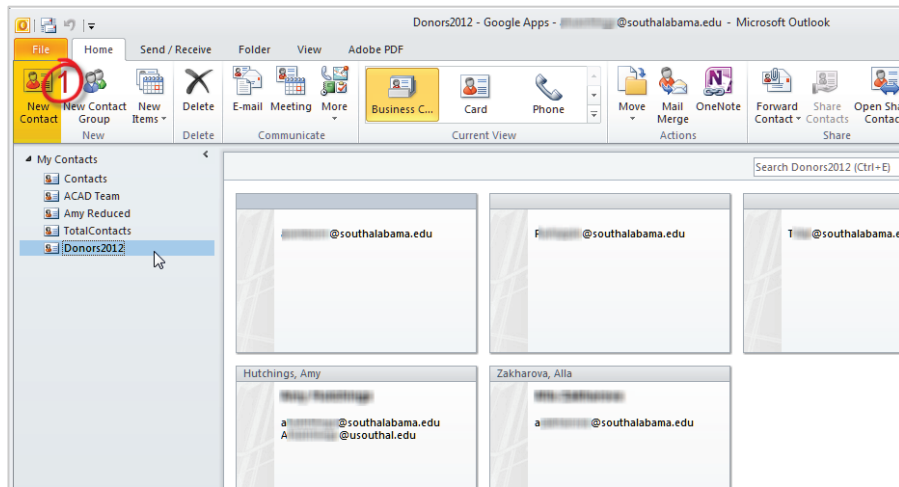 Donors2012 - Google Apps - @southalabama.edu - Microsoft Outlook
File Home Send / Receive Folder View Adobe PDF
1
New Contact
New Contact Group
New Items
Delete
E-mail
Meeting
More
Business C...
Card
Phone
Move
Mail Merge
OneNote
Forward Contact
Share Contacts
Open Sha
Contac
New Delete Communicate Current View Actions Share
My Contacts
Contacts
ACAD Team
Amy Reduced
TotalContacts
Donors2012
Search Donors2012 (Ctrl+E)
@southalabama.edu
@southalabama.edu
T @southalabama.e
Hutchings, Amy
a @southalabama.edu
A @usouthal.edu
Zakharova, Alla
a @southalabama.edu